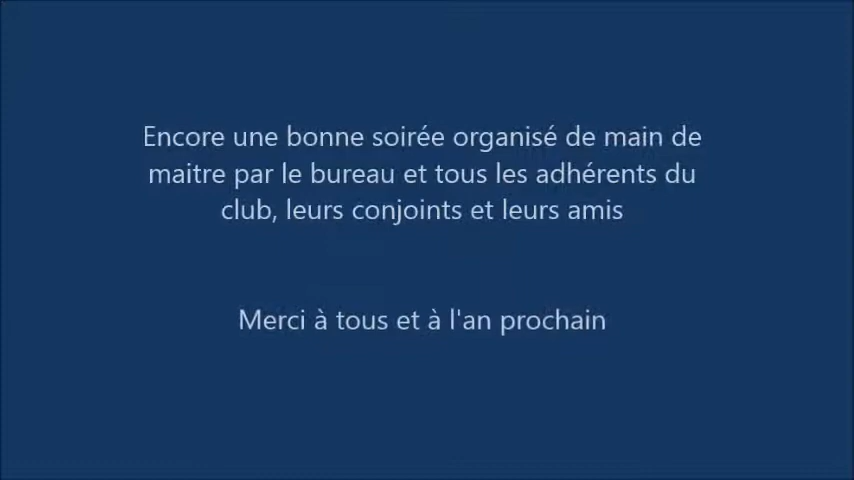 Encore une bonne soirée organisé de main de
maitre par le bureau et tous les adhérents du
club, leurs conjoints et leurs amis
Merci à tous et à l'an prochain